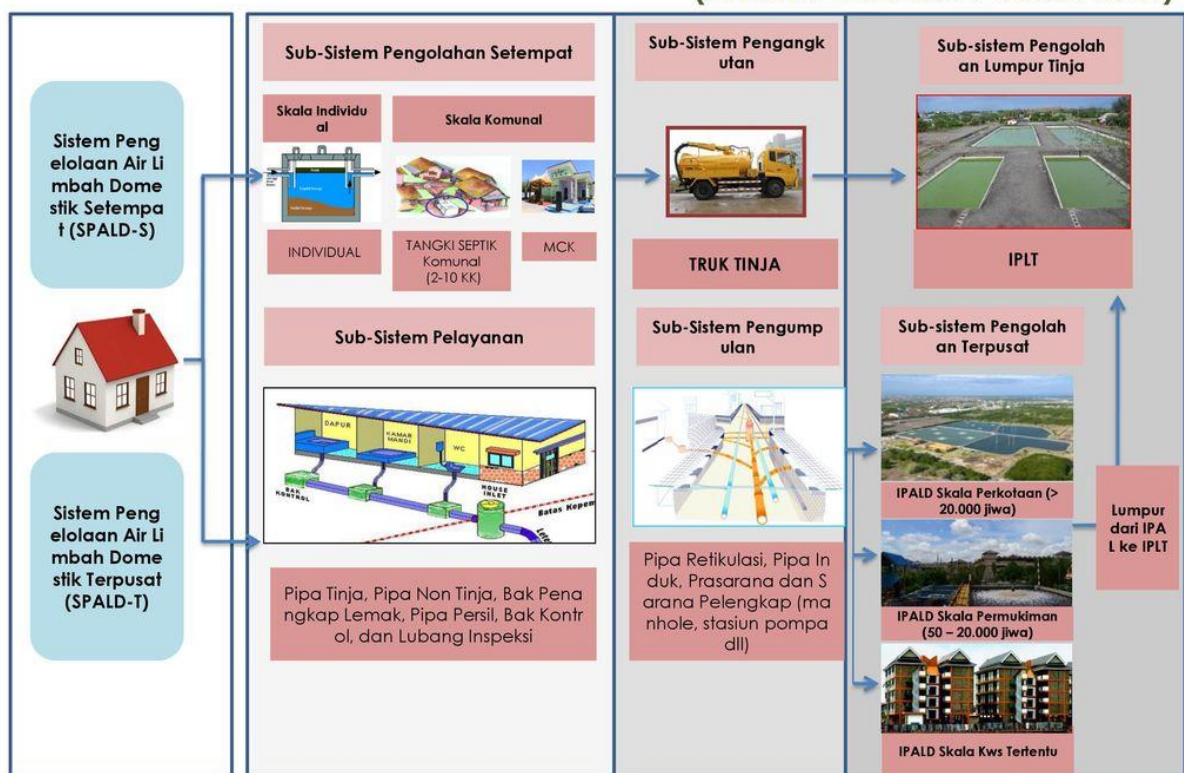 Sub-Sistem Pengolahan Setempat
Sub-Sistem Pengangk
utan
Sub-sistem Pengolah
an Lumpur Tinja
Sistem Peng
elolaan Air Li
mbah Dome
stik Setempa
t (SPALD-S)
Skala Individu
al
Skala Komunal
INDIVIDUAL
TANGKI SEPTIK
Komunal
(2-10 KK)
MCK
TRUK TINJA
IPLT
Sub-Sistem Pelayanan
Sub-Sistem Pengump
ulan
Sub-sistem Pengolah
an Terpusat
DAPUR
KAMAR
MANDI
WC
BAK
KONTROL
HOUSE
INLET
Batas Kepem
Sistem Peng
elolaan Air Li
mbah Dome
stik Terpusat
(SPALD-T)
Pipa Tinja, Pipa Non Tinja, Bak Pena
ngkap Lemak, Pipa Persil, Bak Kontr
ol, dan Lubang Inspeksi
Pipa Retikulasi, Pipa In
duk, Prasarana dan S
arana Pelengkap (ma
nhole, stasiun pompa
dll)
IPALD Skala Perkotaan (>
20.000 jiwa)
IPALD Skala Permukiman
(50 – 20.000 jiwa)
IPALD Skala Kws Tertentu
Lumpur
dari IPA
L ke IPLT